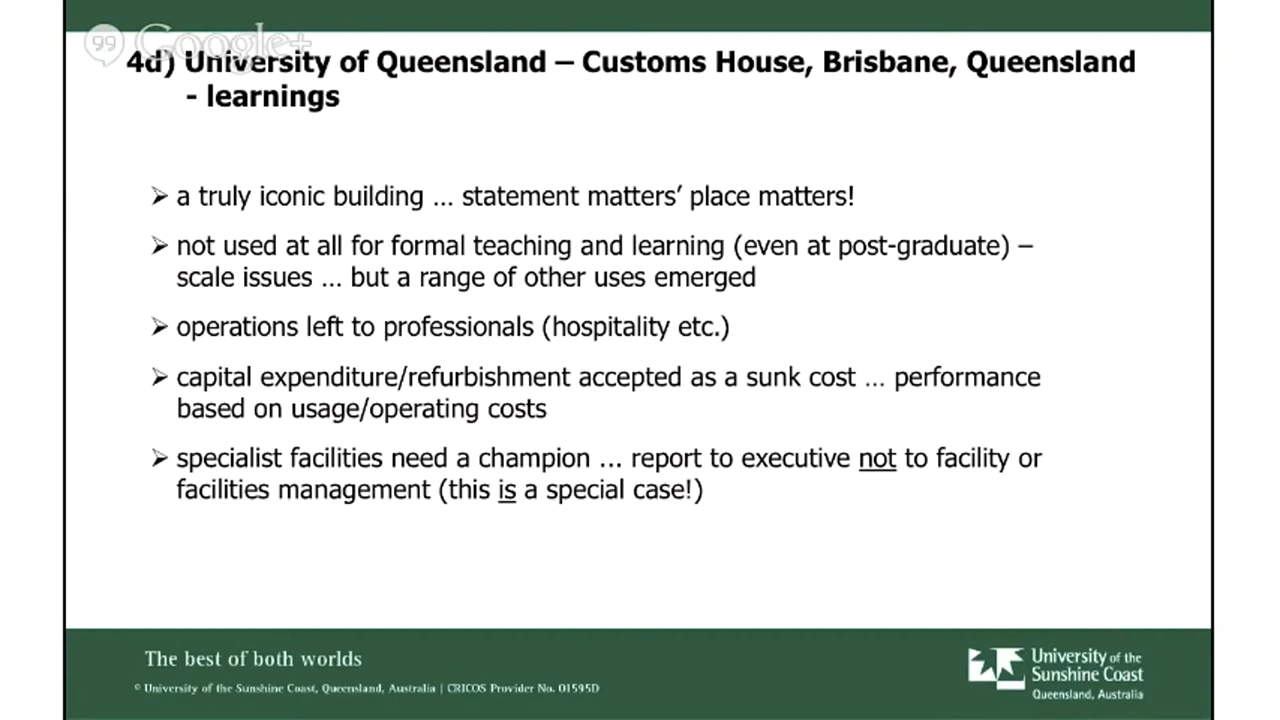 Google+
4d) University of Queensland – Customs House, Brisbane, Queensland
- learnings
➢ a truly iconic building ... statement matters’ place matters!
➢ not used at all for formal teaching and learning (even at post-graduate) –
scale issues ... but a range of other uses emerged
➢ operations left to professionals (hospitality etc.)
➢ capital expenditure/refurbishment accepted as a sunk cost ... performance
based on usage/operating costs
➢ specialist facilities need a champion ... report to executive not to facility or
facilities management (this is a special case!)
The best of both worlds
© University of the Sunshine Coast, Queensland, Australia | CRICOS Provider No. 01595D
University of the
Sunshine Coast
Queensland, Australia